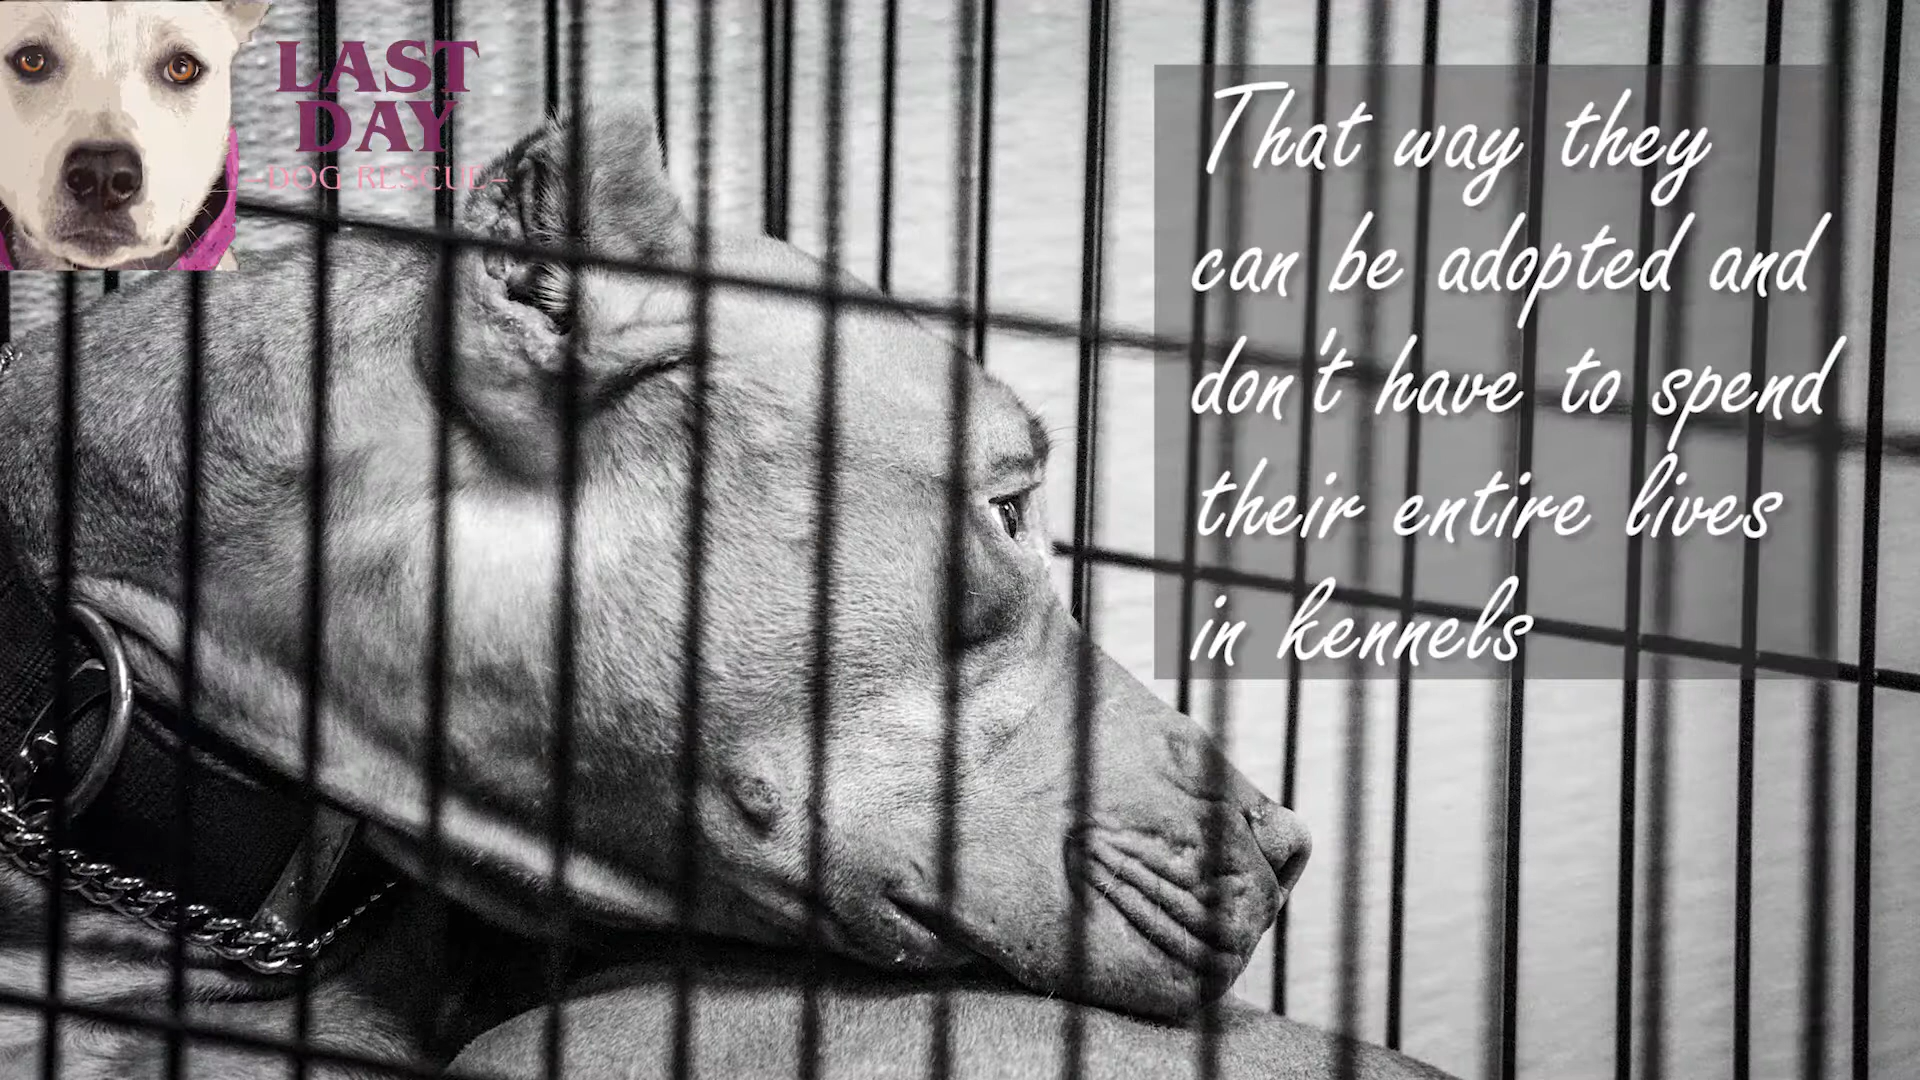 LAST
DAY
-DOG RESCUE-
That way they
can be adopted and
don't have to spend
their entire lives
in kennels